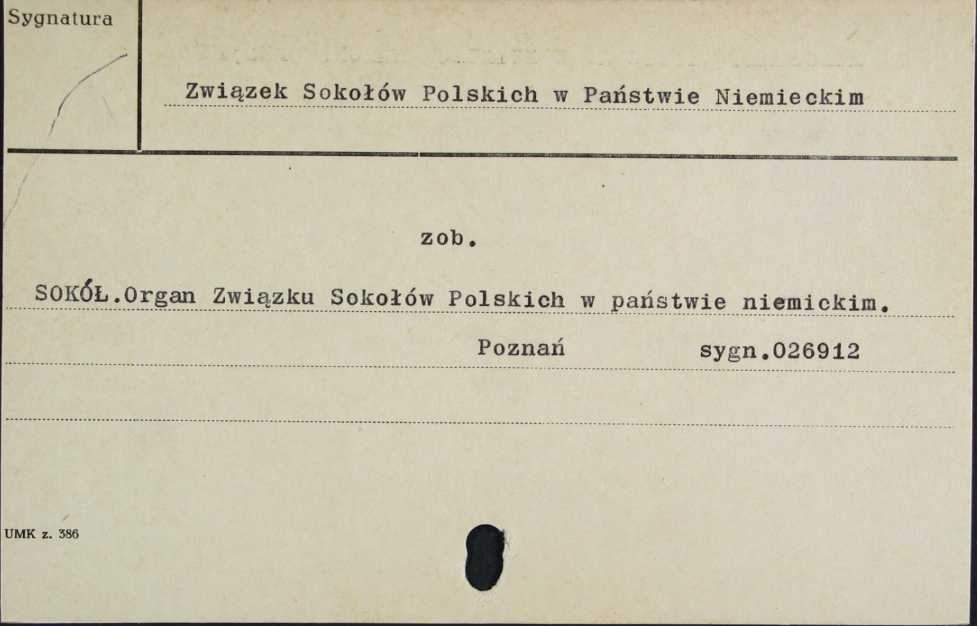 Sygnatura
Związek Sokołów Polskich w Państwie Niemieckim
zob.
SOKÓŁ.Organ Związku Sokołów Polskich w państwie niemickim.
Poznań sygn.026912
UMK z. 386